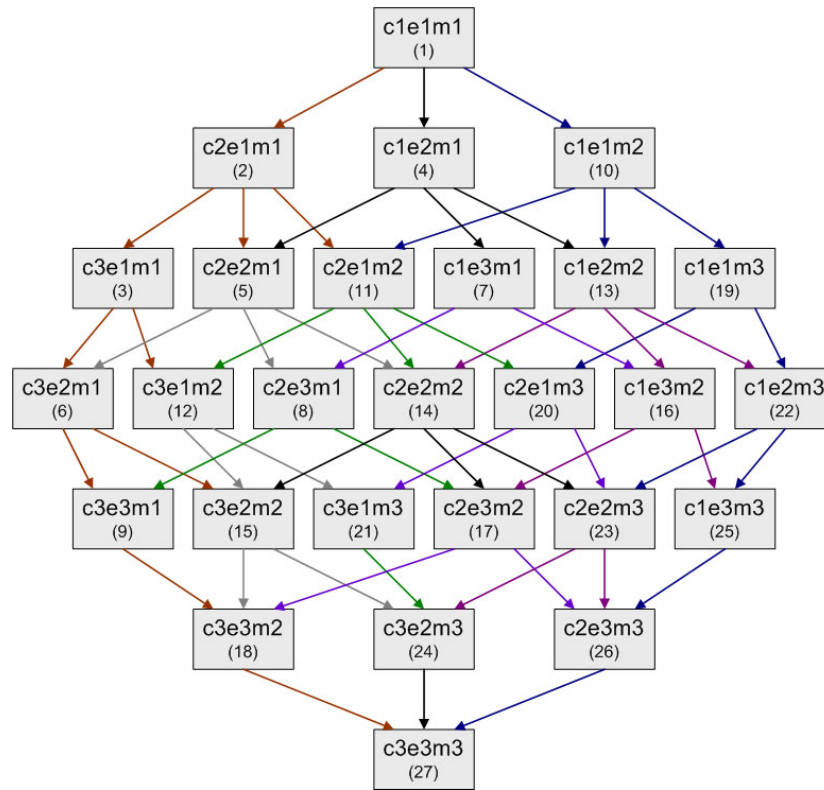 c1e1m1
(1)
c2e1m1
(2)
c1e2m1
(4)
c1e1m2
(10)
c3e1m1
(3)
c2e2m1
(5)
c2e1m2
(11)
c1e3m1
(7)
c1e2m2
(13)
c1e1m3
(19)
c3e2m1
(6)
c3e1m2
(12)
c2e3m1
(8)
c2e2m2
(14)
c2e1m3
(20)
c1e3m2
(16)
c1e2m3
(22)
c3e3m1
(9)
c3e2m2
(15)
c3e1m3
(21)
c2e3m2
(17)
c2e2m3
(23)
c1e3m3
(25)
c3e3m2
(18)
c3e2m3
(24)
c2e3m3
(26)
c3e3m3
(27)